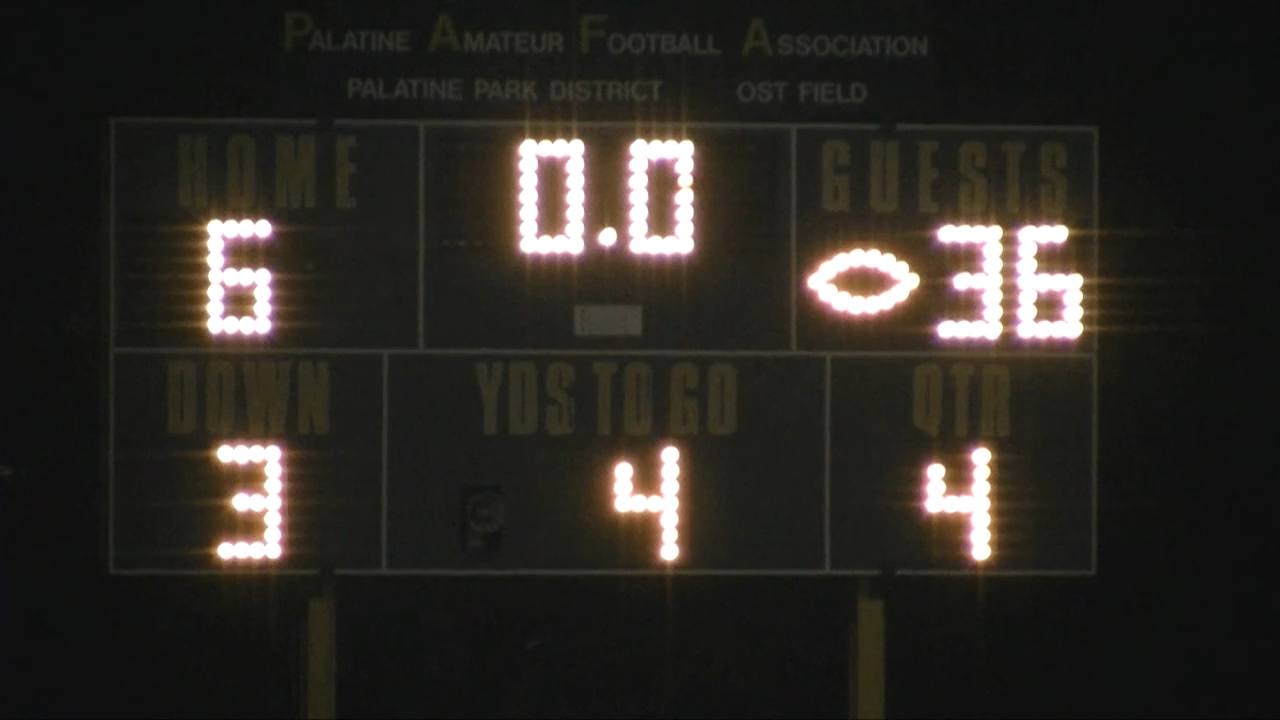 PALATINE AMATEUR FOOTBALL ASSOCIATION
PALATINE PARK DISTRICT OST FIELD
HOME 0.0 GUESTS
6 36
DOWN YDS TO GO QTR
3 4 4